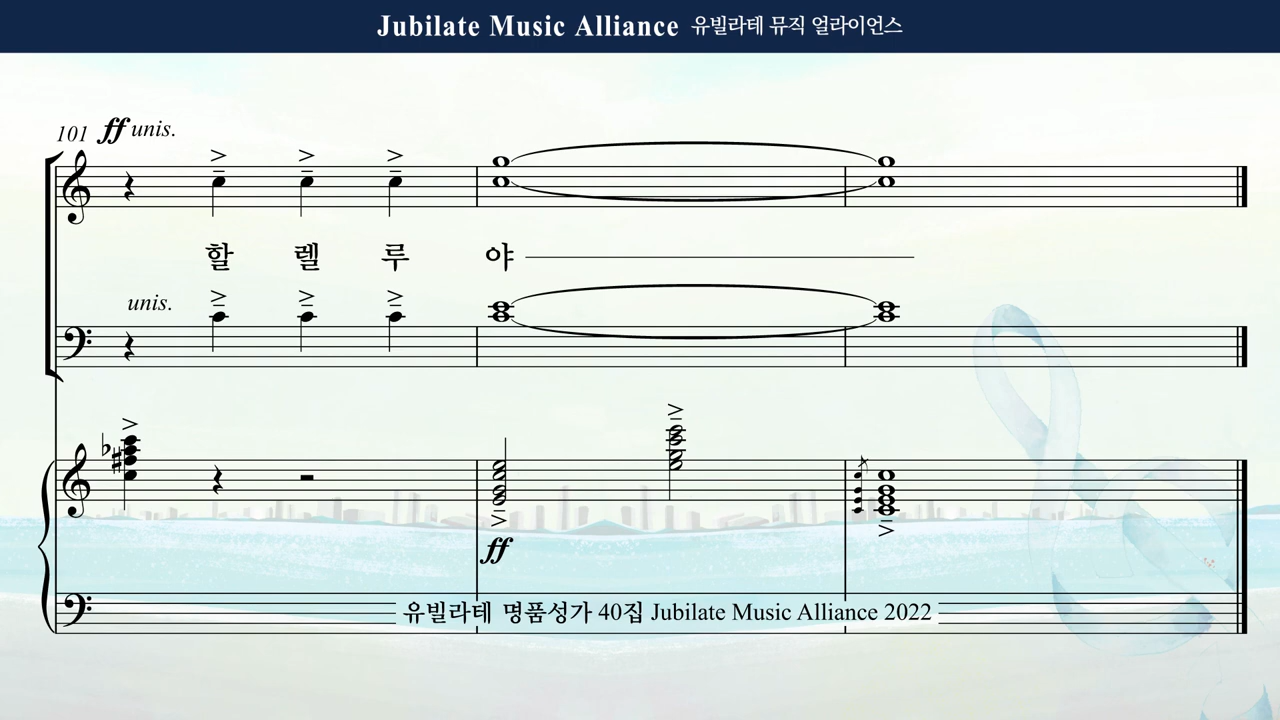 Jubilate Music Alliance 유빌라테 뮤직 얼라이언스
101 ff unis.
할 렐 루 야
unis.
ff
유빌라테 명품성가 40집 Jubilate Music Alliance 2022